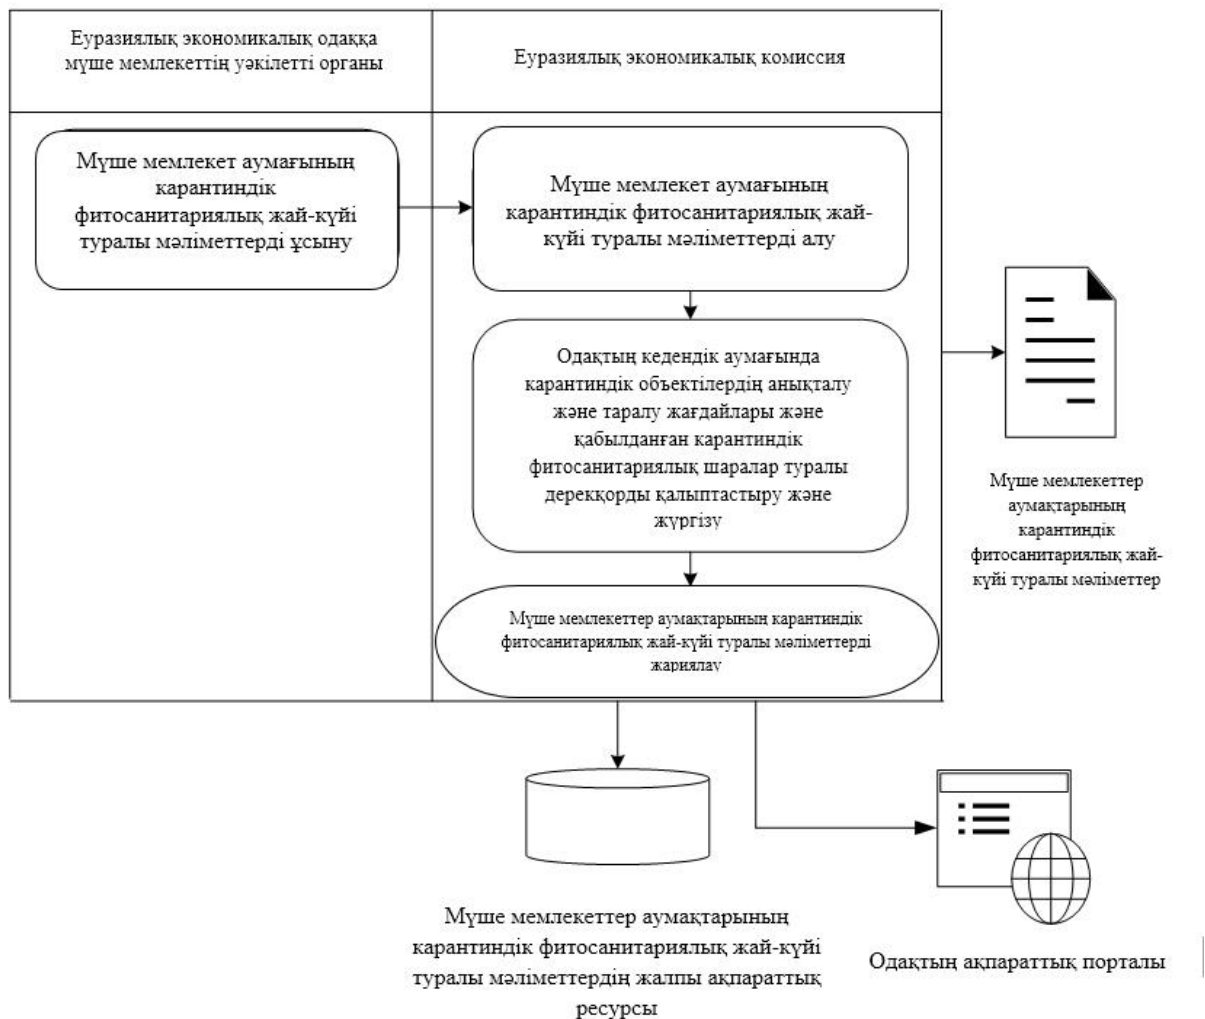 Еуразиялық экономикалық одаққа
мүше мемлекеттің уәкілетті органы
Еуразиялық экономикалық комиссия
Мүше мемлекет аумағының
карантиндік
фитосанитариялық жай-күйі
туралы мәліметтерді ұсыну
Мүше мемлекет аумағының
карантиндік фитосанитариялық жай-
күйі туралы мәліметтерді алу
Одақтың кедендік аумағында
карантиндік объектілердің анықталу
және таралу жағдайлары және
қабылданған карантиндік
фитосанитариялық шаралар туралы
дерекқорды қалыптастыру және
жүргізу
Мүше мемлекеттер
аумақтарының
карантиндік
фитосанитариялық жай-
күйі туралы мәліметтер
Мүше мемлекеттер аумақтарының карантиндік
фитосанитариялық жай-күйі туралы мәліметтерді
жариялау
Мүше мемлекеттер аумақтарының
карантиндік фитосанитариялық жай-күйі
туралы мәліметтердің жалпы ақпараттық
ресурсы
Одақтың ақпараттық порталы